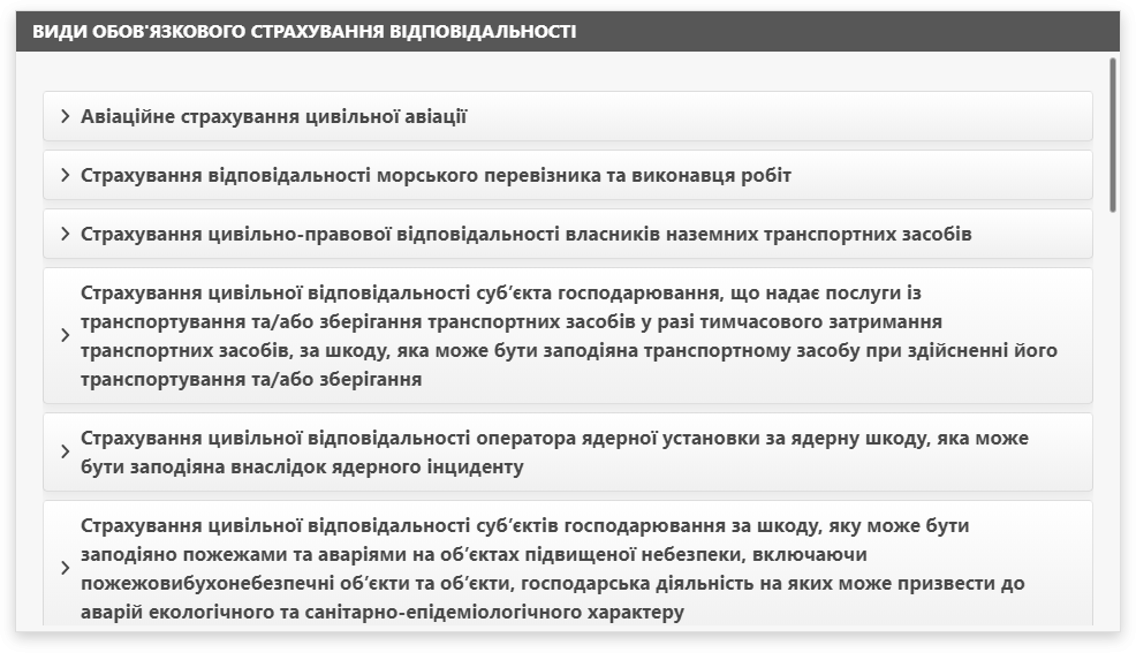 ВИДИ ОБОВ'ЯЗКОВОГО СТРАХУВАННЯ ВІДПОВІДАЛЬНОСТІ
Авіаційне страхування цивільної авіації
Страхування відповідальності морського перевізника та виконавця робіт
Страхування цивільно-правової відповідальності власників наземних транспортних засобів
Страхування цивільної відповідальності суб’єкта господарювання, що надає послуги із
транспортування та/або зберігання транспортних засобів у разі тимчасового затримання
транспортних засобів, за шкоду, яка може бути заподіяна транспортному засобу при здійсненні його
транспортування та/або зберігання
Страхування цивільної відповідальності оператора ядерної установки за ядерну шкоду, яка може
бути заподіяна внаслідок ядерного інциденту
Страхування цивільної відповідальності суб’єктів господарювання за шкоду, яку може бути
заподіяно пожежами та аваріями на об’єктах підвищеної небезпеки, включаючи
пожежовибухонебезпечні об’єкти та об’єкти, господарська діяльність на яких може призвести до
аварій екологічного та санітарно-епідеміологічного характеру